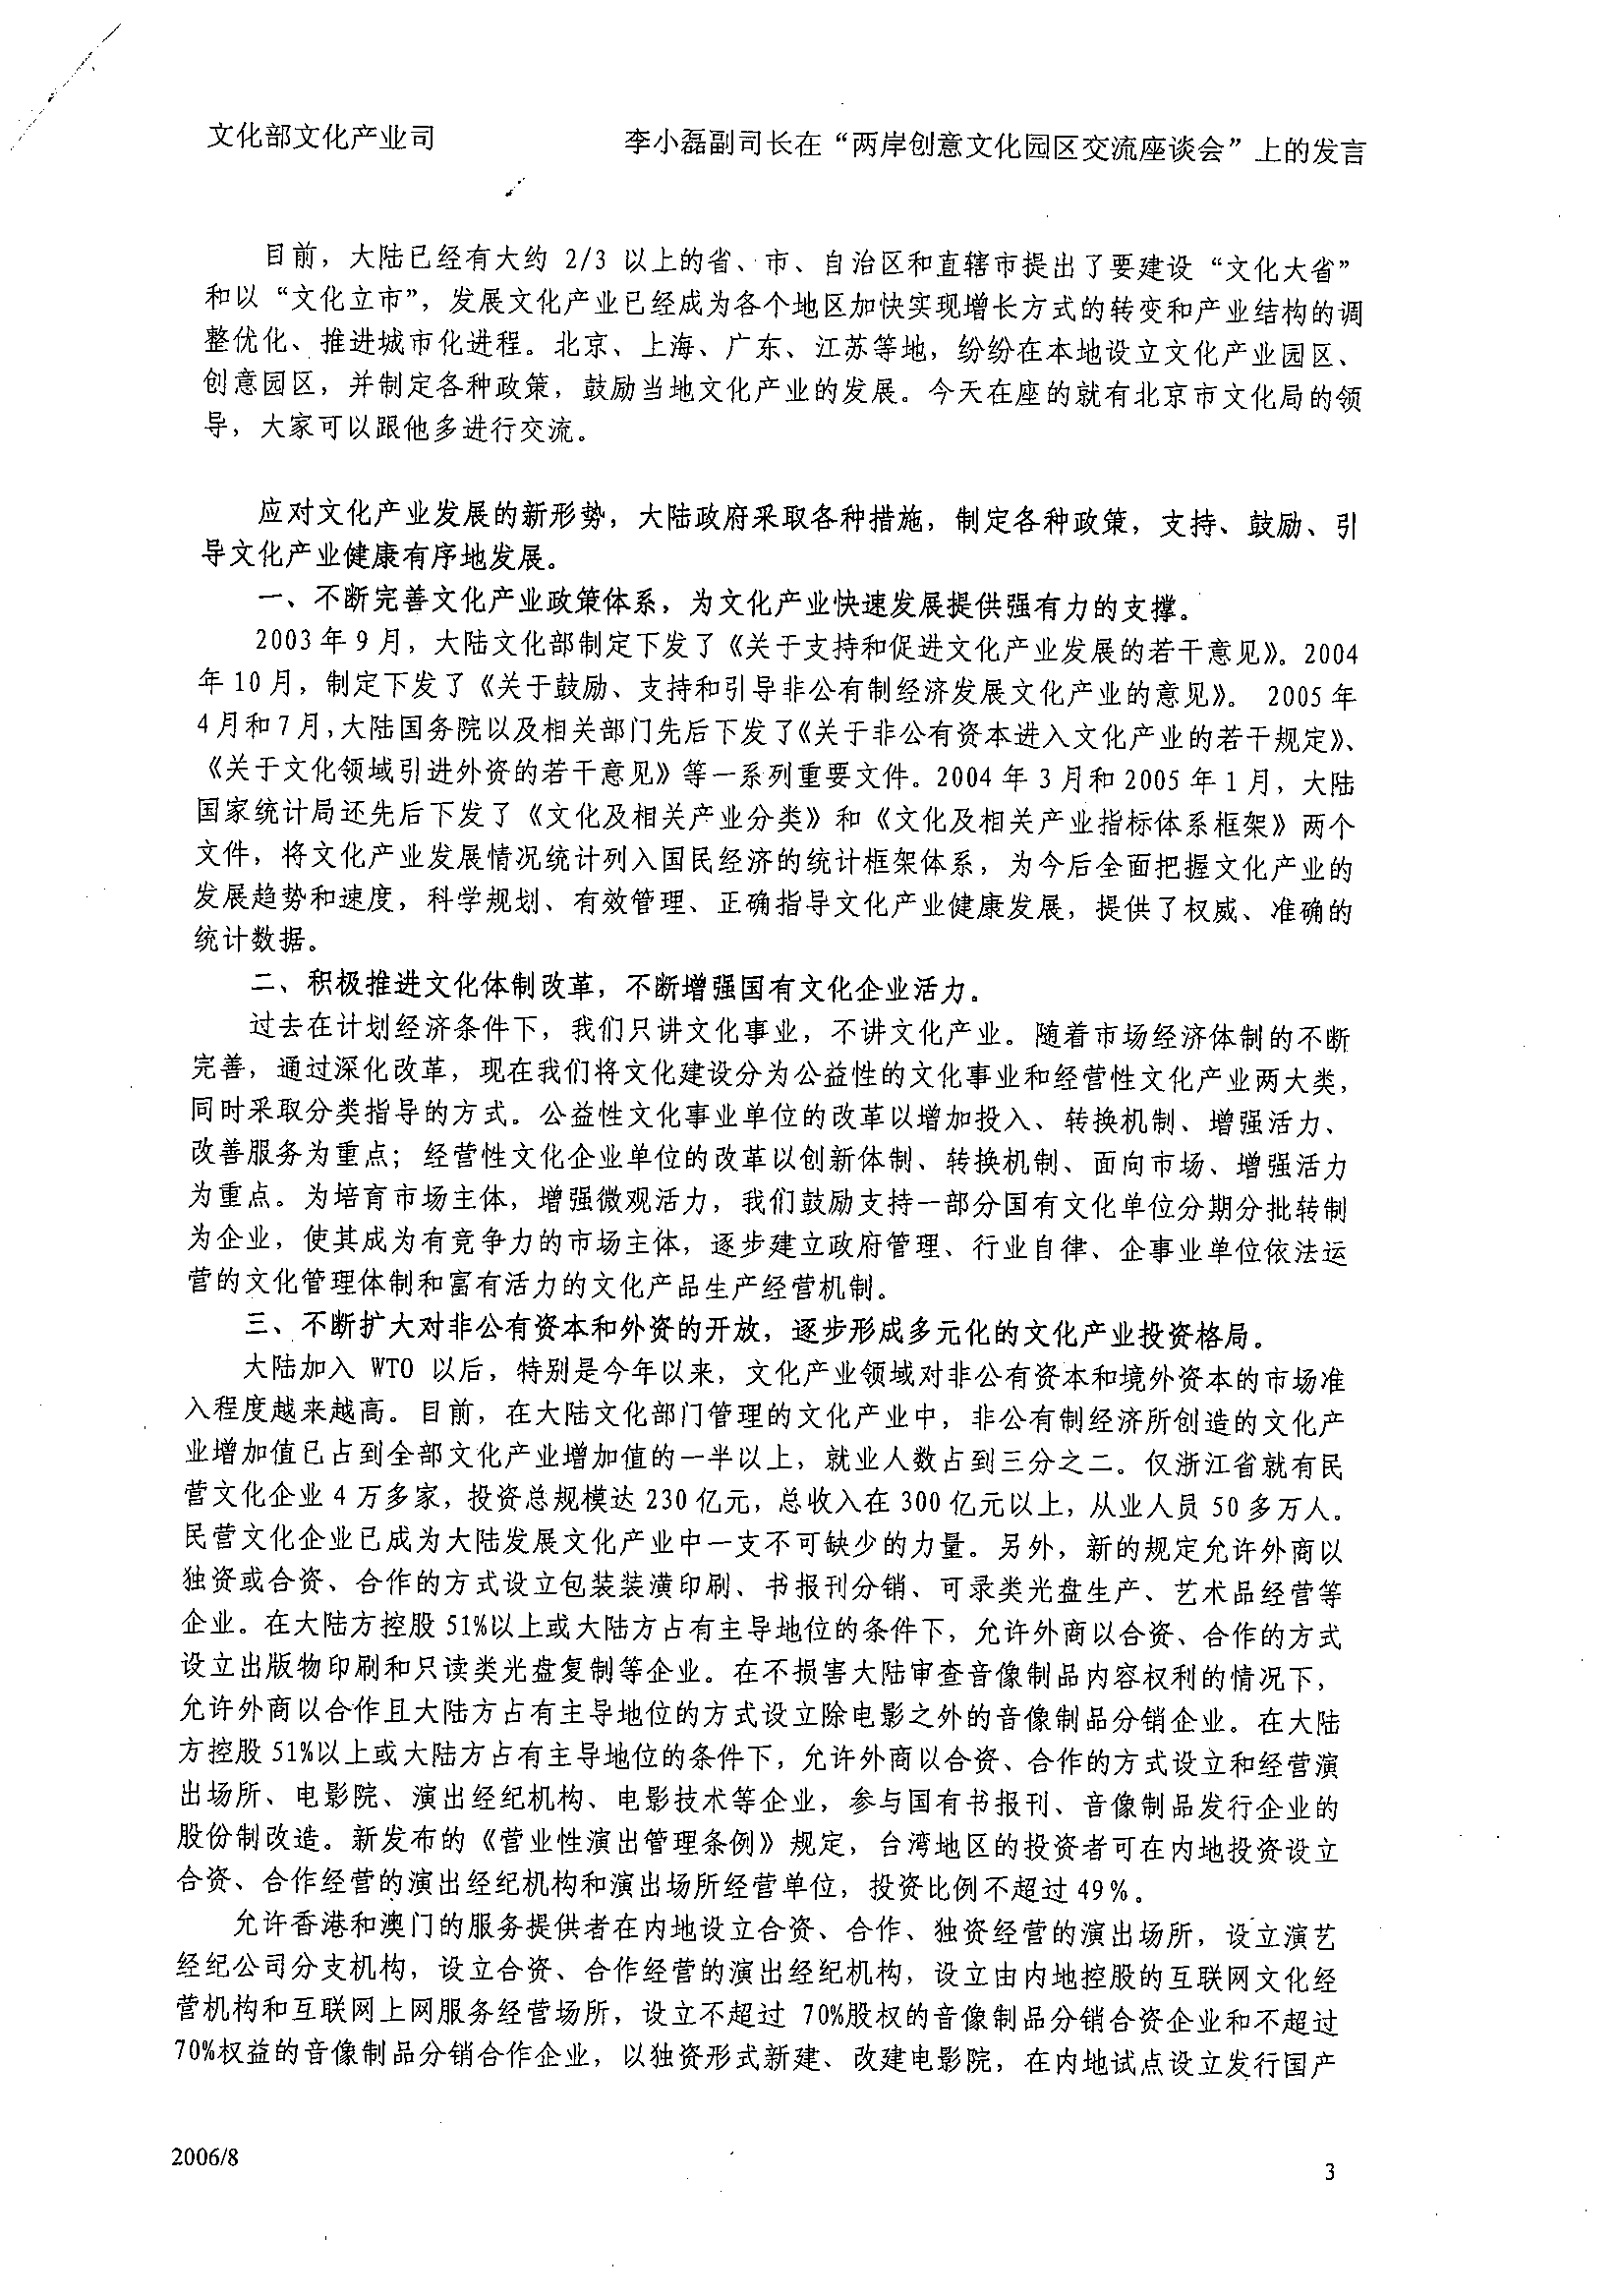 文化部文化产业司 李小磊副司长在“两岸创意文化园区交流座谈会”上的发言
目前，大陆已经有大约 2/3 以上的省、市、自治区和直辖市提出了要建设“文化大省”
和以“文化立市”，发展文化产业已经成为各个地区加快实现增长方式的转变和产业结构的调
整优化、推进城市化进程。北京、上海、广东、江苏等地，纷纷在本地设立文化产业园区、
创意园区，并制定各种政策，鼓励当地文化产业的发展。今天在座的就有北京市文化局的领
导，大家可以跟他多进行交流。
应对文化产业发展的新形势，大陆政府采取各种措施，制定各种政策，支持、鼓励、引
导文化产业健康有序地发展。
一、不断完善文化产业政策体系，为文化产业快速发展提供强有力的支撑。
2003 年 9 月，大陆文化部制定下发了《关于支持和促进文化产业发展的若干意见》。2004
年 10 月，制定下发了《关于鼓励、支持和引导非公有制经济发展文化产业的意见》。 2005 年
4 月和 7 月，大陆国务院以及相关部门先后下发了《关于非公有资本进入文化产业的若干规定》、
《关于文化领域引进外资的若干意见》等一系列重要文件。2004 年 3 月和 2005 年 1 月，大陆
国家统计局还先后下发了《文化及相关产业分类》和《文化及相关产业指标体系框架》两个
文件，将文化产业发展情况统计列入国民经济的统计框架体系，为今后全面把握文化产业的
发展趋势和速度，科学规划、有效管理、正确指导文化产业健康发展，提供了权威、准确的
统计数据。
二、积极推进文化体制改革，不断增强国有文化企业活力。
过去在计划经济条件下，我们只讲文化事业，不讲文化产业。随着市场经济体制的不断
完善，通过深化改革，现在我们将文化建设分为公益性的文化事业和经营性文化产业两大类，
同时采取分类指导的方式。公益性文化事业单位的改革以增加投入、转换机制、增强活力、
改善服务为重点；经营性文化企业单位的改革以创新体制、转换机制、面向市场、增强活力
为重点。为培育市场主体，增强微观活力，我们鼓励支持一部分国有文化单位分期分批转制
为企业，使其成为有竞争力的市场主体，逐步建立政府管理、行业自律、企事业单位依法运
营的文化管理体制和富有活力的文化产品生产经营机制。
三、不断扩大对非公有资本和外资的开放，逐步形成多元化的文化产业投资格局。
大陆加入 WTO 以后，特别是今年以来，文化产业领域对非公有资本和境外资本的市场准
入程度越来越高。目前，在大陆文化部门管理的文化产业中，非公有制经济所创造的文化产
业增加值已占到全部文化产业增加值的一半以上，就业人数占到三分之二。仅浙江省就有民
营文化企业 4 万多家，投资总规模达 230 亿元，总收入在 300 亿元以上，从业人员 50 多万人。
民营文化企业已成为大陆发展文化产业中一支不可缺少的力量。另外，新的规定允许外商以
独资或合资、合作的方式设立包装装潢印刷、书报刊分销、可录类光盘生产、艺术品经营等
企业。在大陆方控股 51%以上或大陆方占有主导地位的条件下，允许外商以合资、合作的方式
设立出版物印刷和只读类光盘复制等企业。在不损害大陆审查音像制品内容权利的情况下，
允许外商以合作且大陆方占有主导地位的方式设立除电影之外的音像制品分销企业。在大陆
方控股 51%以上或大陆方占有主导地位的条件下，允许外商以合资、合作的方式设立和经营演
出场所、电影院、演出经纪机构、电影技术等企业，参与国有书报刊、音像制品发行企业的
股份制改造。新发布的《营业性演出管理条例》规定，台湾地区的投资者可在内地投资设立
合资、合作经营的演出经纪机构和演出场所经营单位，投资比例不超过 49%。
允许香港和澳门的服务提供者在内地设立合资、合作、独资经营的演出场所，设立演艺
经纪公司分支机构，设立合资、合作经营的演出经纪机构，设立由内地控股的互联网文化经
营机构和互联网上网服务经营场所，设立不超过 70%股权的音像制品分销合资企业和不超过
70%权益的音像制品分销合作企业，以独资形式新建、改建电影院，在内地试点设立发行国产
2006/8
3